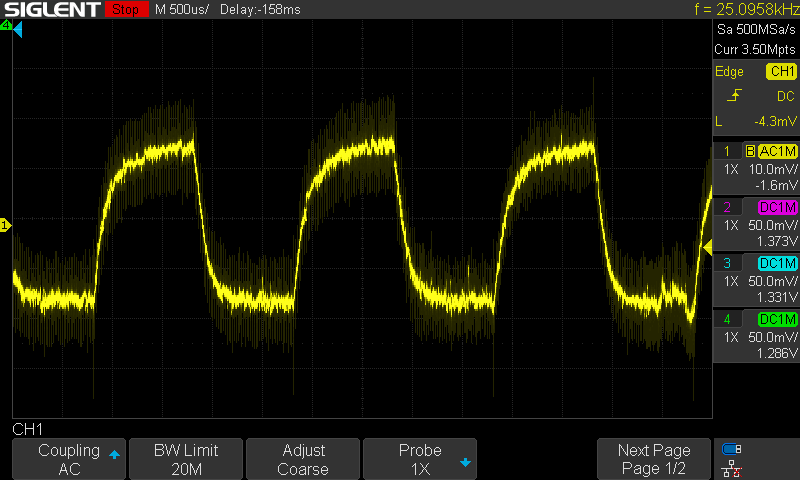 SIGLENT Stop M 500us/ Delay:-158ms f = 25.0958kHz
Sa 500MSa/s
Curr 3.50Mpts
Edge CH1
DC
L -4.3mV
1 B AC1M
1X 10.0mV/
-1.6mV
2 DC1M
1X 50.0mV/
1.373V
3 DC1M
1X 50.0mV/
1.331V
4 DC1M
1X 50.0mV/
1.286V
4
1
CH1
Coupling
AC
BW Limit
20M
Adjust
Coarse
Probe
1X
Next Page
Page 1/2